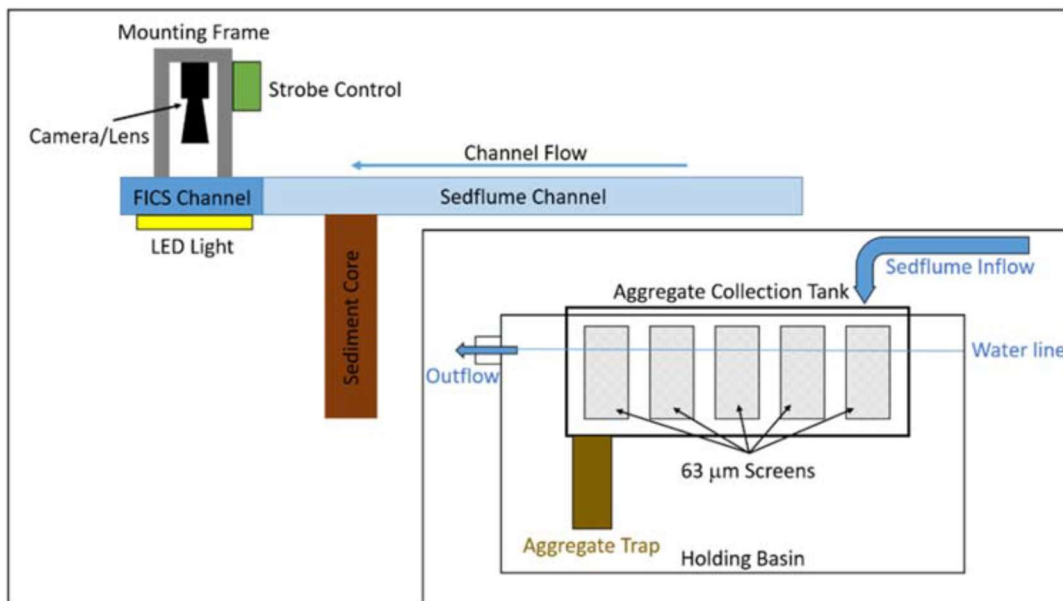 Mounting Frame
Strobe Control
Camera/Lens
Channel Flow
FICS Channel
Sedflume Channel
LED Light
Sediment Core
Sedflume Inflow
Aggregate Collection Tank
Water line
Outflow
63 μm Screens
Aggregate Trap
Holding Basin